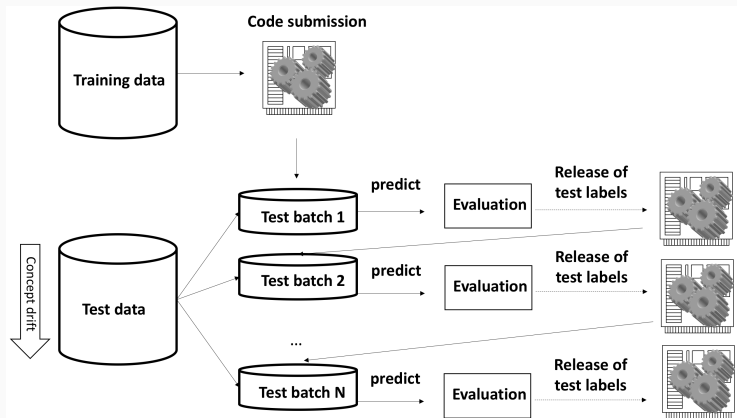 Code submission
Training data
Release of
test labels
predict
Test batch 1
Evaluation
Concept drift
Test data
Release of
test labels
predict
Test batch 2
Evaluation
...
Release of
test labels
predict
Test batch N
Evaluation